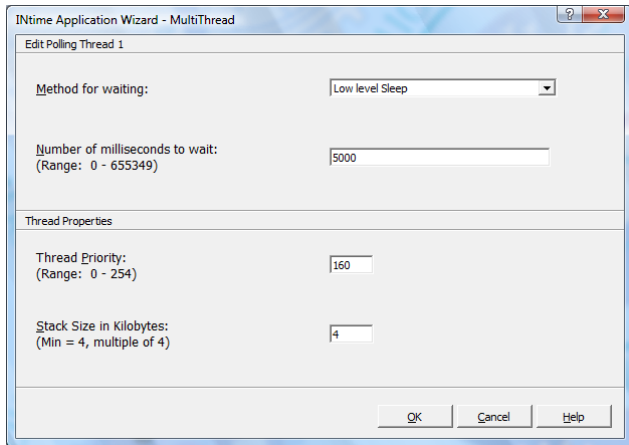 INtime Application Wizard - MultiThread
Edit Polling Thread 1
Method for waiting:
Low level Sleep
Number of milliseconds to wait:
(Range: 0 - 655349)
5000
Thread Properties
Thread Priority:
(Range: 0 - 254)
160
Stack Size in Kilobytes:
(Min = 4, multiple of 4)
4
OK
Cancel
Help